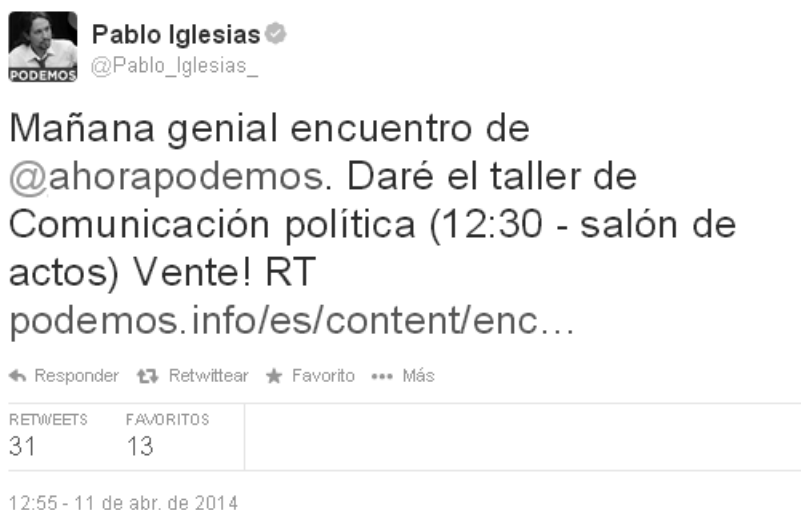 Pablo Iglesias
@Pablo_Iglesias_
PODEMOS
Mañana genial encuentro de
@ahorapodemos. Daré el taller de
Comunicación política (12:30 - salón de
actos) Vente! RT
podemos.info/es/content/enc...
Responder Retwittear Favorito Más
RETWEETS FAVORITOS
31 13
12:55 - 11 de abr. de 2014